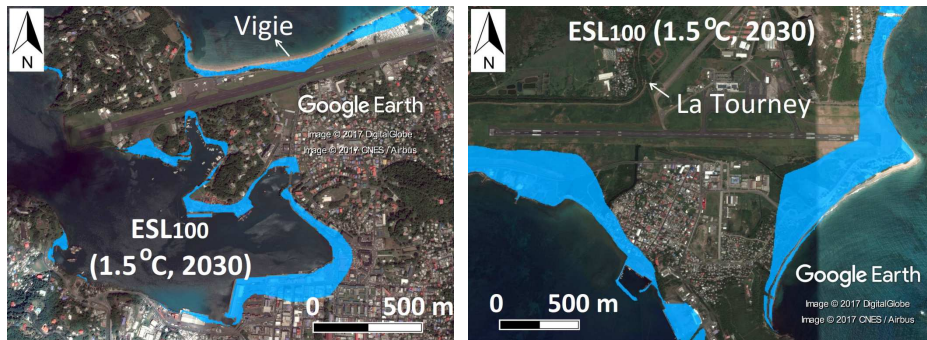 N
Vigie
Google Earth
Image © 2017 DigitalGlobe
Image © 2017 CNES / Airbus
ESL100
(1.5 °C, 2030)
0 500 m
N
ESL100 (1.5 °C, 2030)
La Tourney
Google Earth
Image © 2017 DigitalGlobe
Image © 2017 CNES / Airbus
0 500 m